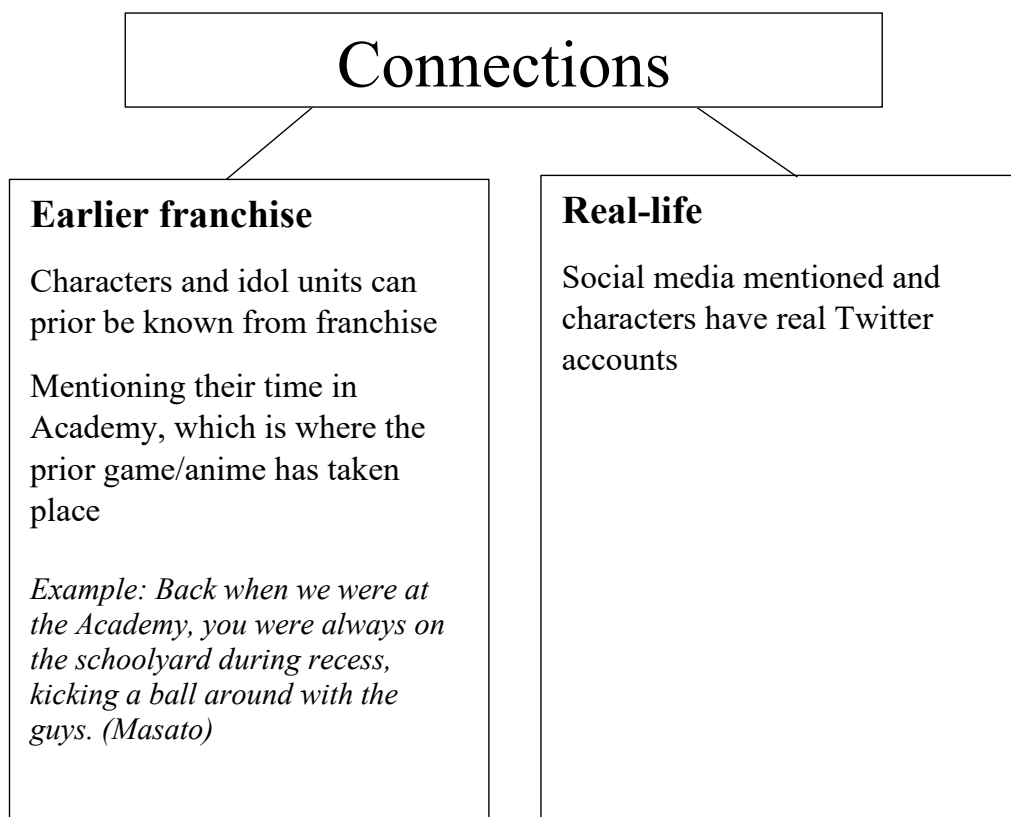 Connections
Earlier franchise
Characters and idol units can
prior be known from franchise
Mentioning their time in
Academy, which is where the
prior game/anime has taken
place
Example: Back when we were at
the Academy, you were always on
the schoolyard during recess,
kicking a ball around with the
guys. (Masato)
Real-life
Social media mentioned and
characters have real Twitter
accounts